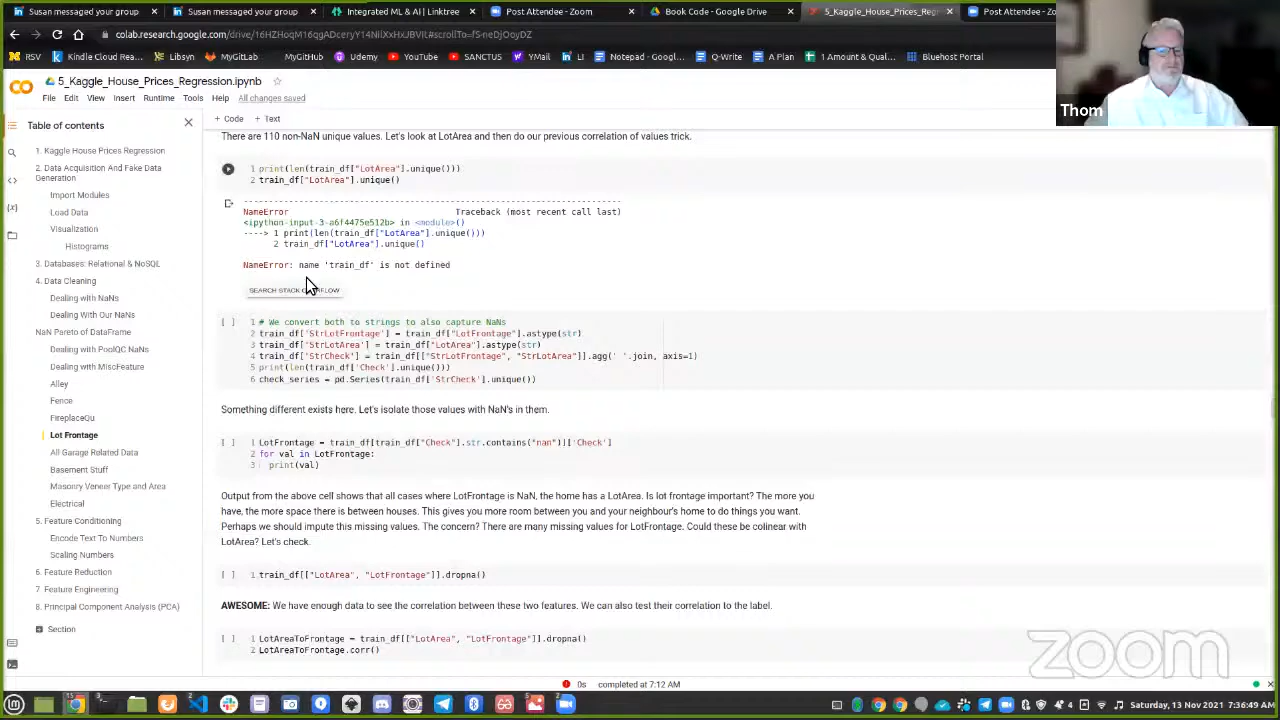 Susan messaged your group
Susan messaged your group
Integrated ML & AI | Linktree
Post Attendee - Zoom
Book Code - Google Drive
5_Kaggle_House_Prices_Regr
Post Attendee - Zoom
RSV
Kindle Direct Publishi…
Libsyn
MyGitLab
MyGitHub
Udemy
YouTube
SANCTUS
YMail
LI
Notepad - Google…
Q-Write
A Plan
1 Amount & Qual…
Bluehost Portal
Thom
5_Kaggle_House_Prices_Regression.ipynb
File Edit View Insert Runtime Tools Help All changes saved
Table of contents
+ Code + Text
1. Kaggle House Prices Regression
2. Data Acquisition And Fake Data
Generation
Import Modules
Load Data
Visualization
Histograms
3. Databases: Relational & NoSQL
4. Data Cleaning
Dealing with NaNs
Dealing With Our NaNs
NaN Pareto of DataFrame
Dealing with PoolQC NaNs
Dealing with MiscFeature
Alley
Fence
FireplaceGu
Lot Frontage
All Garage Related Data
Basement Stuff
Masonry Veneer Type and Area
Electrical
5. Feature Conditioning
Encode Text To Numbers
Scaling Numbers
6. Feature Reduction
7. Feature Engineering
8. Principal Component Analysis (PCA)
Section
There are 110 non-NaN unique values. Let's look at LotArea and then do our previous correlation of values trick.
1 print(len(train_df["LotArea"].unique()))
2 train_df["LotArea"].unique()
---------------------------------------------------------------------------
NameError Traceback (most recent call last)
<ipython-input-3-a6f4475e512b> in <module>()
----> 1 print(len(train_df["LotArea"].unique()))
2 train_df["LotArea"].unique()
NameError: name 'train_df' is not defined
[ ] 1 # We convert both to strings to also capture NaNs
2 train_df['StrLotFrontage'] = train_df["LotFrontage"].astype(str)
3 train_df['StrLotArea'] = train_df["LotArea"].astype(str)
4 train_df['StrCheck'] = train_df[["StrLotFrontage", "StrLotArea"]].agg(' '.join, axis=1)
5 print(len(train_df['Check'].unique()))
6 check_series = pd.Series(train_df['StrCheck'].unique())
Something different exists here. Let's isolate those values with NaN's in them.
[ ] 1 LotFrontage = train_df[train_df["Check"].str.contains("nan")]['Check']
2 for val in LotFrontage:
3 print(val)
Output from the above cell shows that all cases where LotFrontage is NaN, the home has a LotArea. Is lot frontage important? The more you
have, the more space there is between houses. This gives you more room between you and your neighbour's home to do things you want.
Perhaps we should impute this missing values. The concern? There are many missing values for LotFrontage. Could these be colinear with
LotArea? Let's check.
[ ] 1 train_df[["LotArea", "LotFrontage"]].dropna()
AWESOME: We have enough data to see the correlation between these two features. We can also test their correlation to the label.
[ ] 1 LotAreaToFrontage = train_df[["LotArea", "LotFrontage"]].dropna()
2 LotAreaToFrontage.corr()
zoom
0s completed at 7:12 AM
Saturday, 13 Nov 2021, 7:36:49 AM